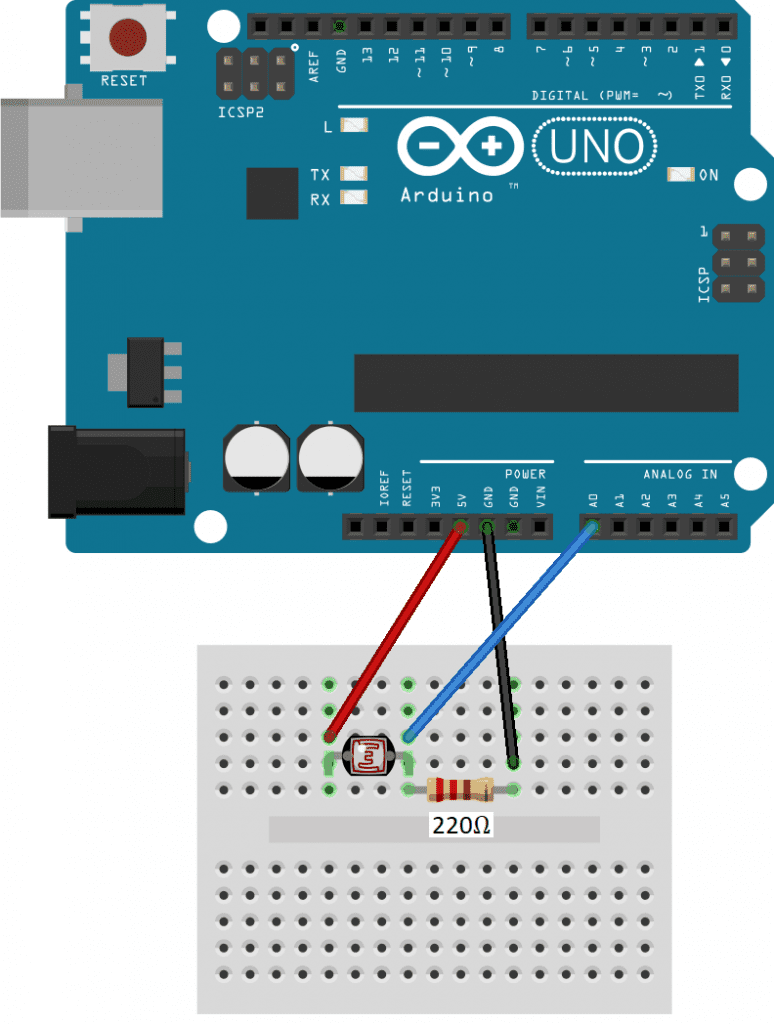 RESET
ICSP2
AREF
GND
13
12
~11
~10
~9
8
7
~6
~5
4
~3
2
TX0 ▶ 1
RX0 ◀ 0
DIGITAL (PWM= ~)
L
TX
RX
UNO
Arduino™
ON
1
ICSP
POWER
ANALOG IN
IOREF
RESET
3V3
5V
GND
GND
VIN
A0
A1
A2
A3
A4
A5
220Ω